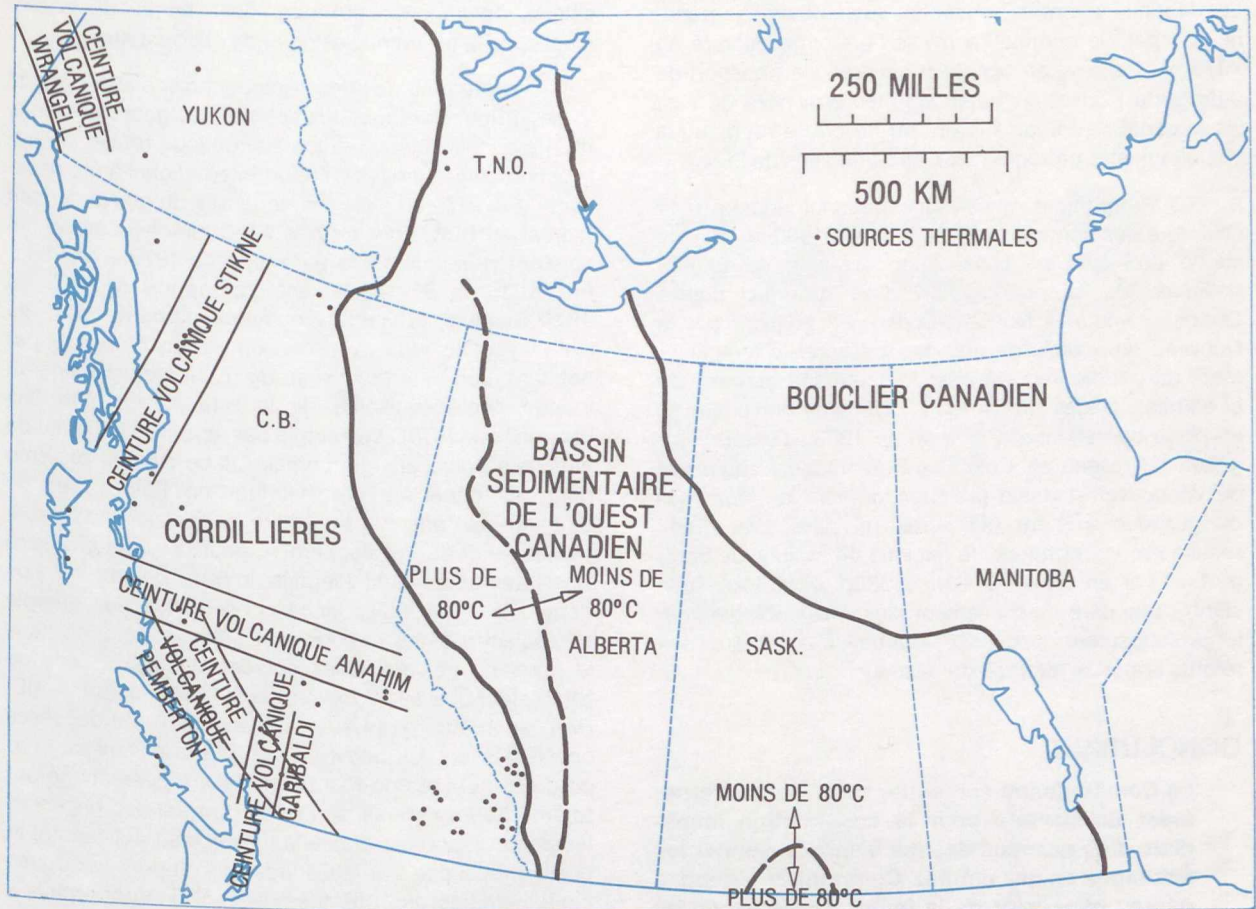 CEINTURE
VOLCANIQUE
WRANGELL
YUKON
T.N.O.
250 MILLES
500 KM
• SOURCES THERMALES
CEINTURE VOLCANIQUE STIKINE
C.B.
CORDILLIERES
BASSIN
SEDIMENTAIRE
DE L'OUEST
CANADIEN
BOUCLIER CANADIEN
PLUS DE
80°C
MOINS DE
80°C
ALBERTA
SASK.
MANITOBA
CEINTURE VOLCANIQUE ANAHIM
CEINTURE
VOLCANIQUE
PEMBERTON
CEINTURE VOLCANIQUE
GARIBALDI
MOINS DE 80°C
PLUS DE 80°C